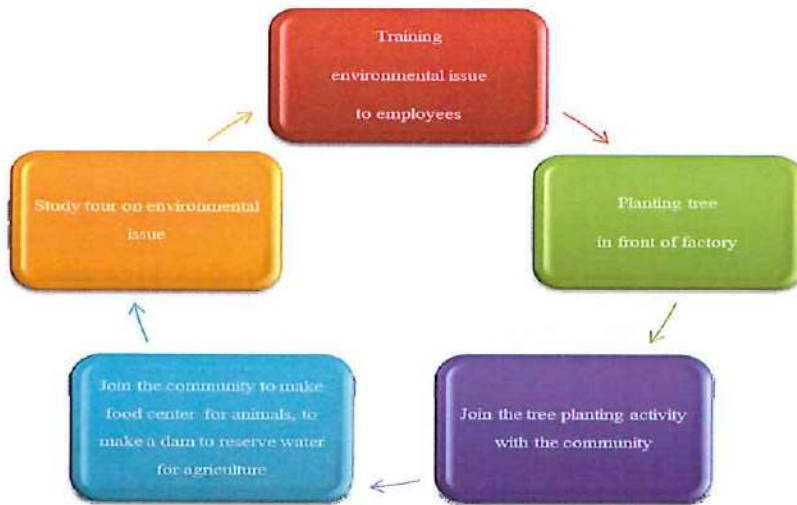 Training
environmental issue
to employees
Planting tree
in front of factory
Join the tree planting activity
with the community
Join the community to make
food center for animals, to
make a dam to reserve water
for agriculture
Study tour on environmental
issue